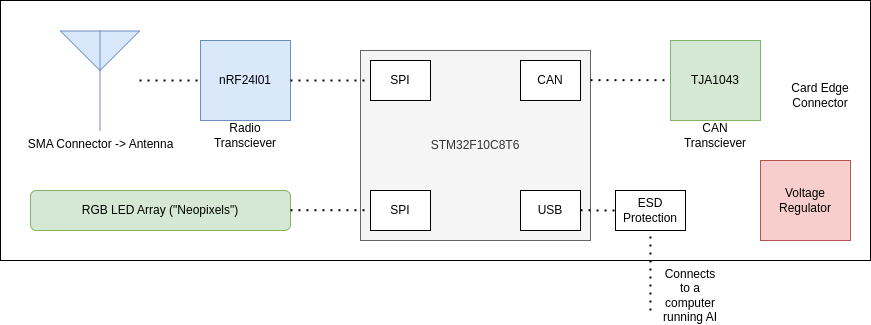 nRF24l01
Radio
Transciever
SMA Connector -> Antenna
SPI
CAN
STM32F10C8T6
SPI
USB
TJA1043
CAN
Transciever
Card Edge
Connector
RGB LED Array ("Neopixels")
ESD
Protection
Voltage
Regulator
Connects
to a
computer
running AI